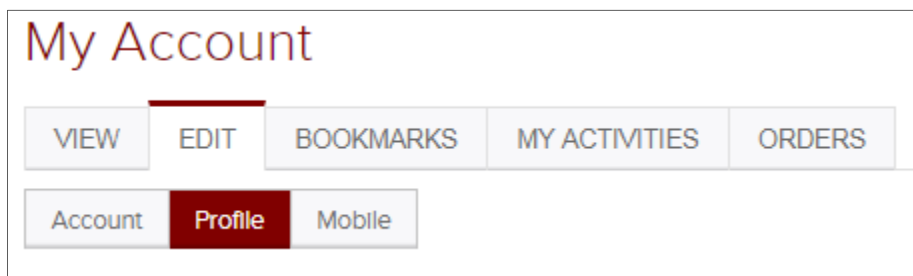 My Account
VIEW EDIT BOOKMARKS MY ACTIVITIES ORDERS
Account Profile Mobile